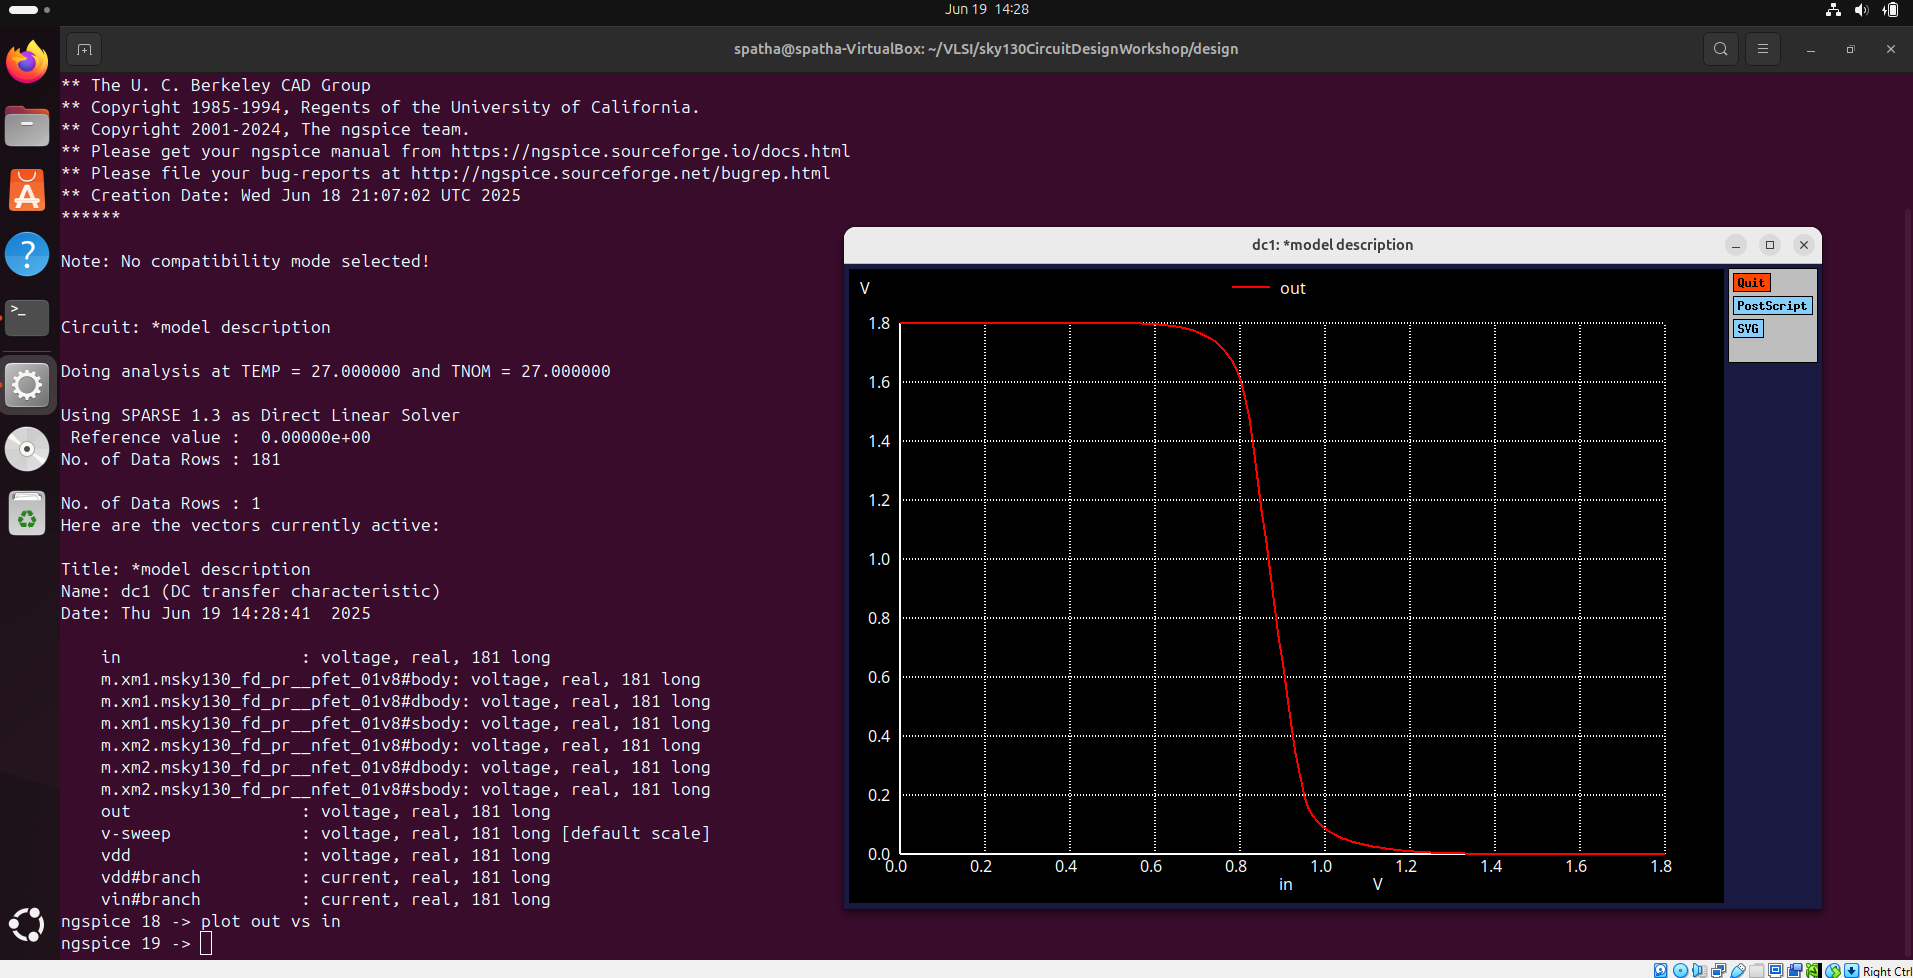 Jun 19 14:28
spatha@spatha-VirtualBox: ~/VLSI/sky130CircuitDesignWorkshop/design
** The U. C. Berkeley CAD Group
** Copyright 1985-1994, Regents of the University of California.
** Copyright 2001-2024, The ngspice team.
** Please get your ngspice manual from https://ngspice.sourceforge.io/docs.html
** Please file your bug-reports at http://ngspice.sourceforge.net/bugrep.html
** Creation Date: Wed Jun 18 21:07:02 UTC 2025
******
Note: No compatibility mode selected!
Circuit: *model description
Doing analysis at TEMP = 27.000000 and TNOM = 27.000000
Using SPARSE 1.3 as Direct Linear Solver
Reference value :  0.00000e+00
No. of Data Rows : 181
No. of Data Rows : 1
Here are the vectors currently active:
Title: *model description
Name: dc1 (DC transfer characteristic)
Date: Thu Jun 19 14:28:41  2025
in                  : voltage, real, 181 long
m.xm1.msky130_fd_pr__pfet_01v8#body: voltage, real, 181 long
m.xm1.msky130_fd_pr__pfet_01v8#dbody: voltage, real, 181 long
m.xm1.msky130_fd_pr__pfet_01v8#sbody: voltage, real, 181 long
m.xm2.msky130_fd_pr__nfet_01v8#body: voltage, real, 181 long
m.xm2.msky130_fd_pr__nfet_01v8#dbody: voltage, real, 181 long
m.xm2.msky130_fd_pr__nfet_01v8#sbody: voltage, real, 181 long
out                 : voltage, real, 181 long
v-sweep             : voltage, real, 181 long [default scale]
vdd                 : voltage, real, 181 long
vdd#branch          : current, real, 181 long
vin#branch          : current, real, 181 long
ngspice 18 -> plot out vs in
ngspice 19 ->
dc1: *model description
Quit
PostScript
SVG
V
out
1.8
1.6
1.4
1.2
1.0
0.8
0.6
0.4
0.2
0.0
0.0 0.2 0.4 0.6 0.8 1.0 1.2 1.4 1.6 1.8
in V
Right Ctrl